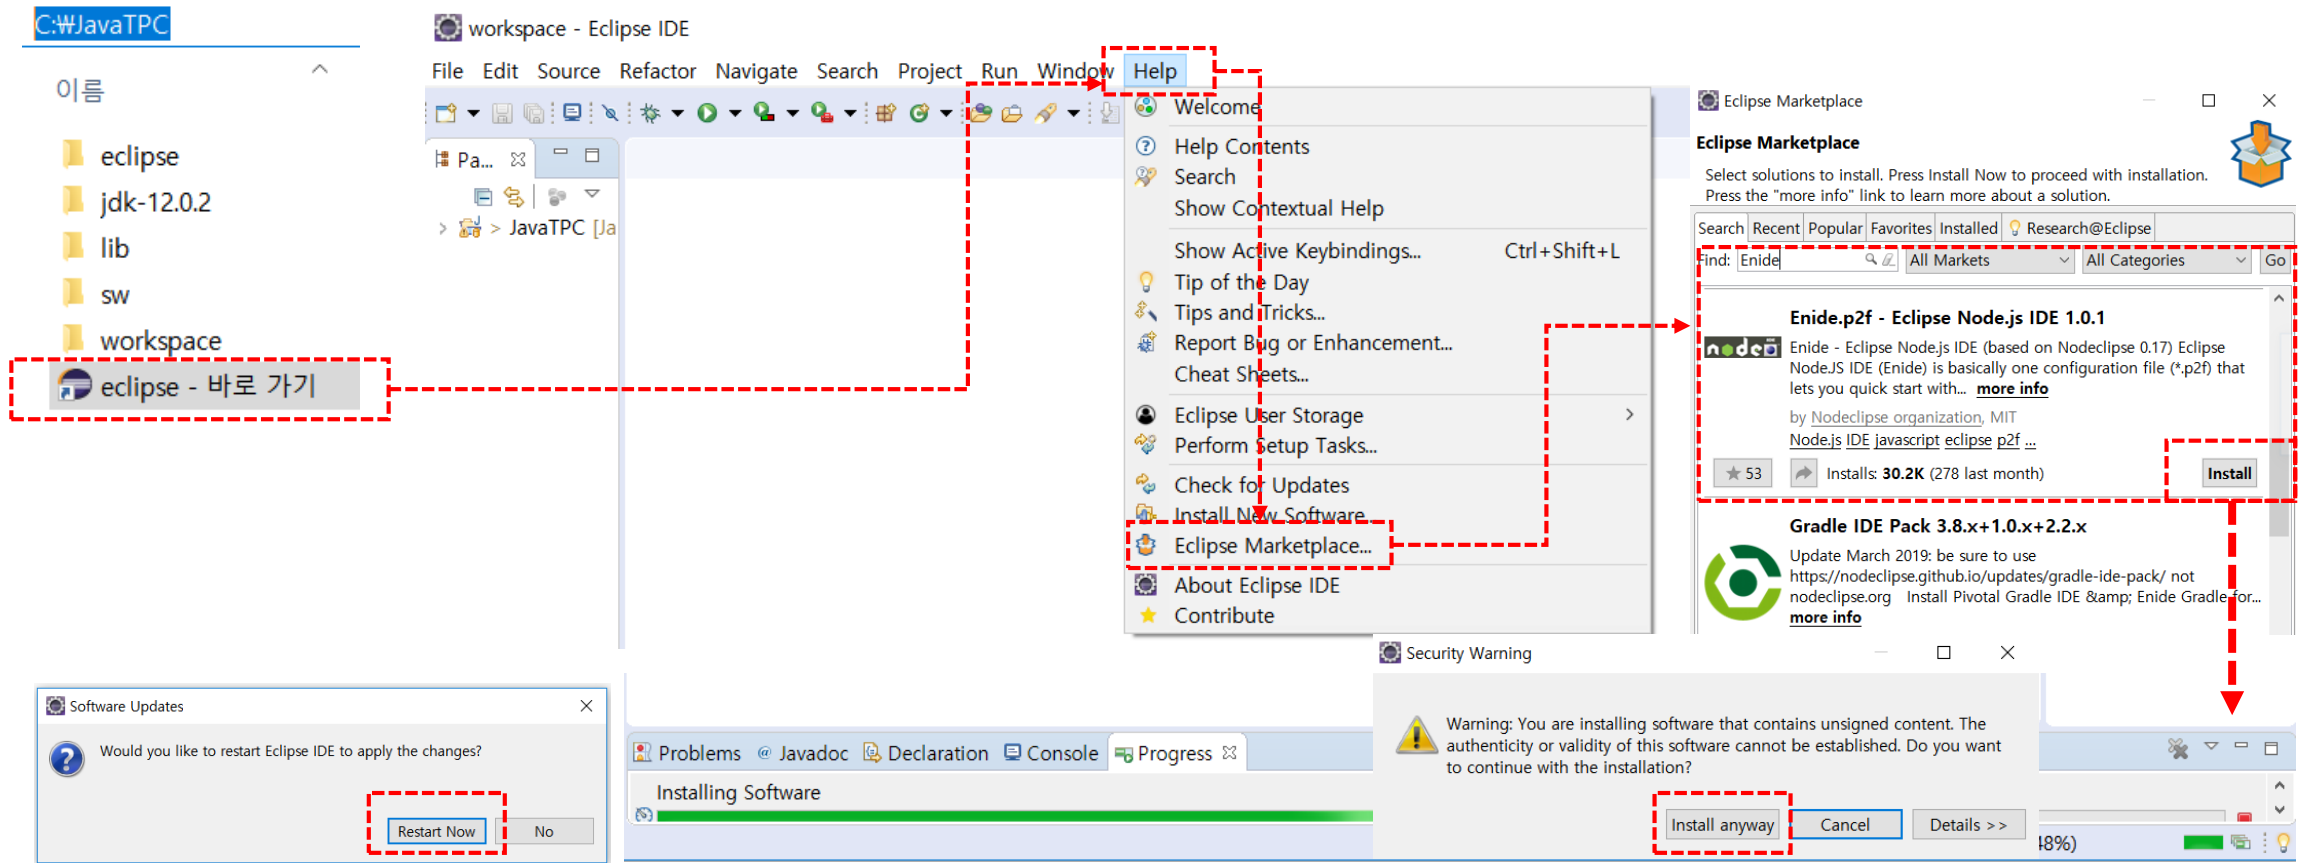 C:₩JavaTPC
이름
eclipse
jdk-12.0.2
lib
sw
workspace
eclipse - 바로 가기
workspace - Eclipse IDE
File Edit Source Refactor Navigate Search Project Run Window Help
Pa...
> JavaTPC [Ja
Welcome
Help Contents
Search
Show Contextual Help
Show Active Keybindings... Ctrl+Shift+L
Tip of the Day
Tips and Tricks...
Report Bug or Enhancement...
Cheat Sheets...
Eclipse User Storage
Perform Setup Tasks...
Check for Updates
Install New Software...
Eclipse Marketplace...
About Eclipse IDE
Contribute
Eclipse Marketplace
Eclipse Marketplace
Select solutions to install. Press Install Now to proceed with installation.
Press the "more info" link to learn more about a solution.
Search Recent Popular Favorites Installed Research@Eclipse
Find: Enide All Markets All Categories Go
Enide.p2f - Eclipse Node.js IDE 1.0.1
node
Enide - Eclipse Node.js IDE (based on Nodeclipse 0.17) Eclipse
NodeJS IDE (Enide) is basically one configuration file (*.p2f) that
lets you quick start with... more info
by Nodeclipse organization, MIT
Node.js IDE javascript eclipse p2f ...
53 Installs: 30.2K (278 last month) Install
Gradle IDE Pack 3.8.x+1.0.x+2.2.x
Update March 2019: be sure to use
https://nodeclipse.github.io/updates/gradle-ide-pack/ not
nodeclipse.org Install Pivotal Gradle IDE &amp; Enide Gradle for...
more info
Software Updates
Would you like to restart Eclipse IDE to apply the changes?
Restart Now No
Problems @ Javadoc Declaration Console Progress
Installing Software
Security Warning
Warning: You are installing software that contains unsigned content. The
authenticity or validity of this software cannot be established. Do you want
to continue with the installation?
Install anyway Cancel Details >>
48%)